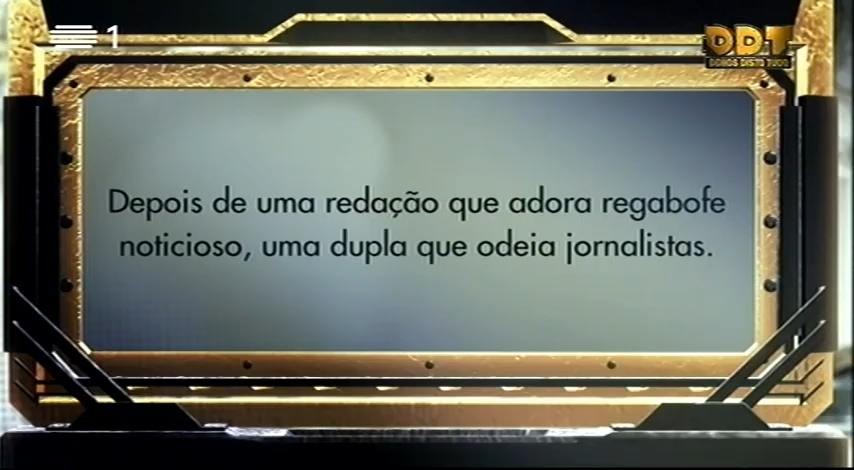 1
DDT
DONOS DISTO TUDO
Depois de uma redação que adora regabofe
noticioso, uma dupla que odeia jornalistas.